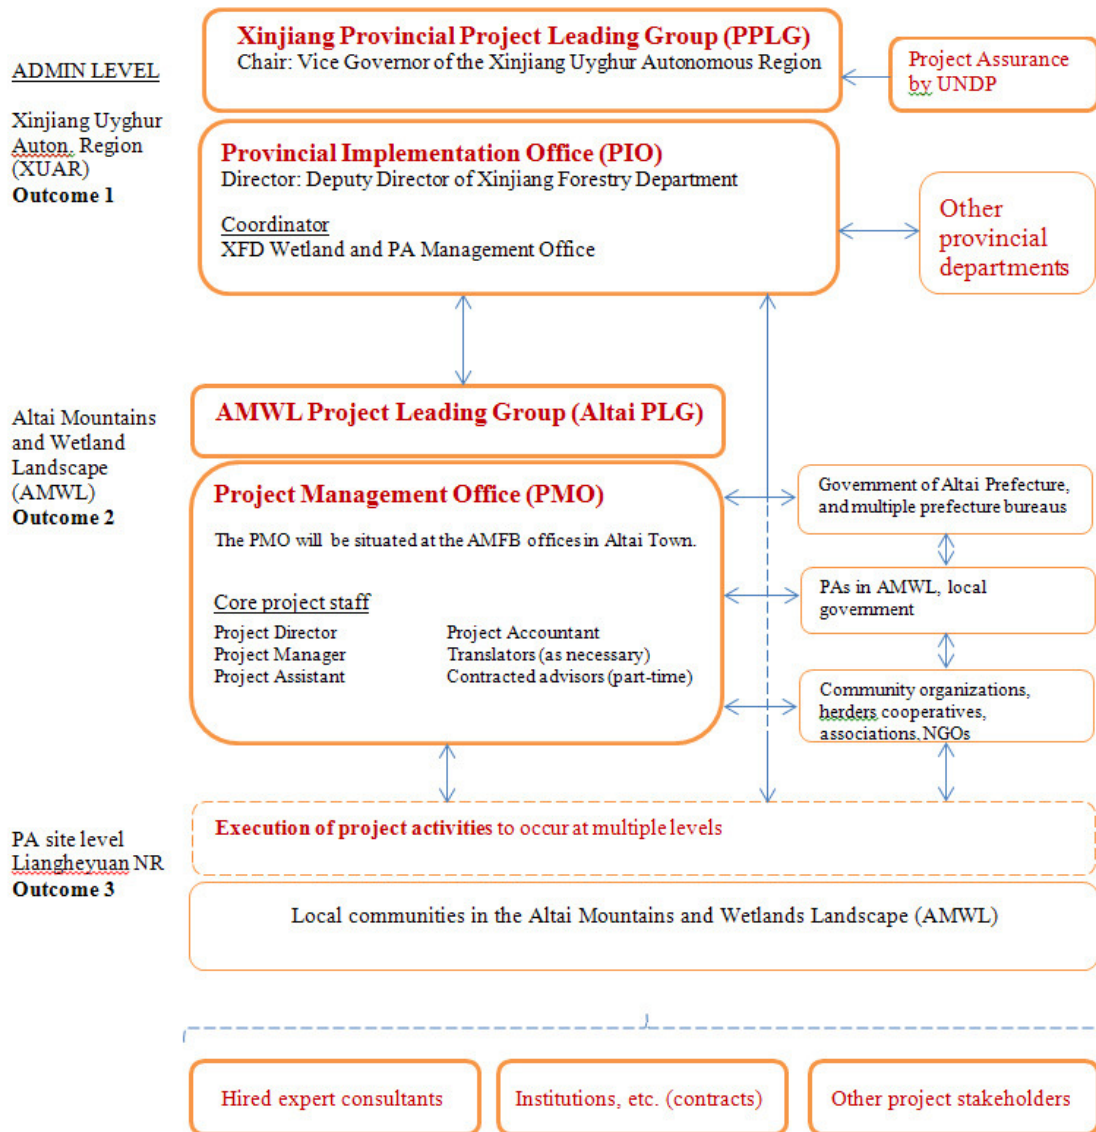 Xinjiang Provincial Project Leading Group (PPLG)
Chair: Vice Governor of the Xinjiang Uyghur Autonomous Region
Project Assurance
by UNDP
ADMIN LEVEL
Xinjiang Uyghur
Auton. Region
(XUAR)
Outcome 1
Provincial Implementation Office (PIO)
Director: Deputy Director of Xinjiang Forestry Department
Coordinator
XFD Wetland and PA Management Office
Other
provincial
departments
Altai Mountains
and Wetland
Landscape
(AMWL)
Outcome 2
AMWL Project Leading Group (Altai PLG)
Project Management Office (PMO)
The PMO will be situated at the AMFB offices in Altai Town.
Core project staff
Project Director
Project Manager
Project Assistant
Project Accountant
Translators (as necessary)
Contracted advisors (part-time)
Government of Altai Prefecture,
and multiple prefecture bureaus
PAs in AMWL, local
government
Community organizations,
herders cooperatives,
associations, NGOs
PA site level
Liangheyuan NR
Outcome 3
Execution of project activities to occur at multiple levels
Local communities in the Altai Mountains and Wetlands Landscape (AMWL)
Hired expert consultants
Institutions, etc. (contracts)
Other project stakeholders